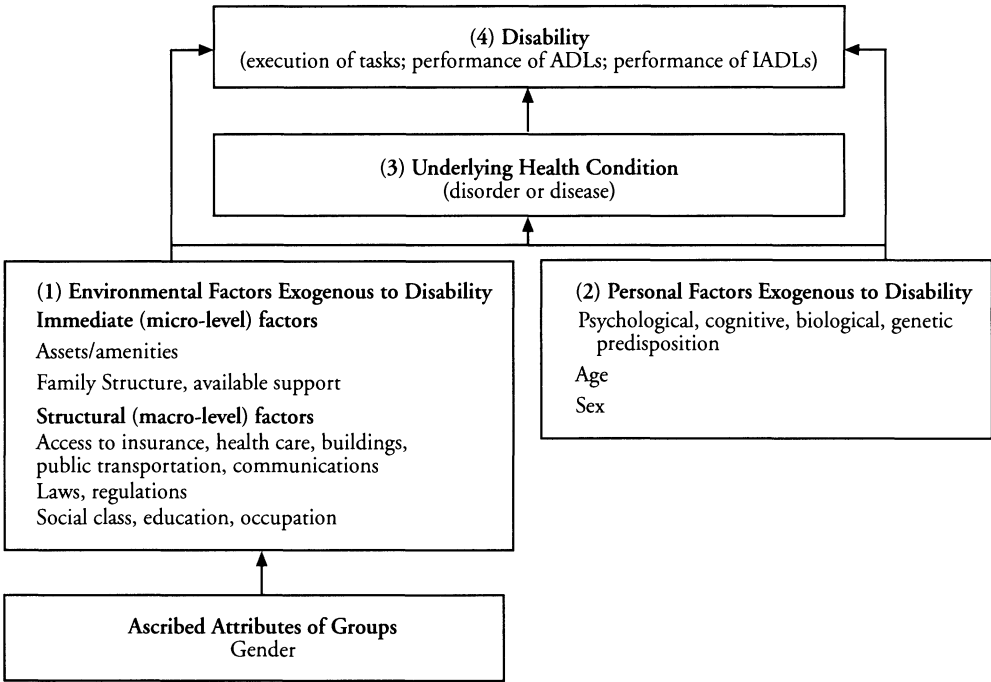 (4) Disability
(execution of tasks; performance of ADLs; performance of IADLs)
(3) Underlying Health Condition
(disorder or disease)
(1) Environmental Factors Exogenous to Disability
Immediate (micro-level) factors
Assets/amenities
Family Structure, available support
Structural (macro-level) factors
Access to insurance, health care, buildings,
public transportation, communications
Laws, regulations
Social class, education, occupation
(2) Personal Factors Exogenous to Disability
Psychological, cognitive, biological, genetic
predisposition
Age
Sex
Ascribed Attributes of Groups
Gender